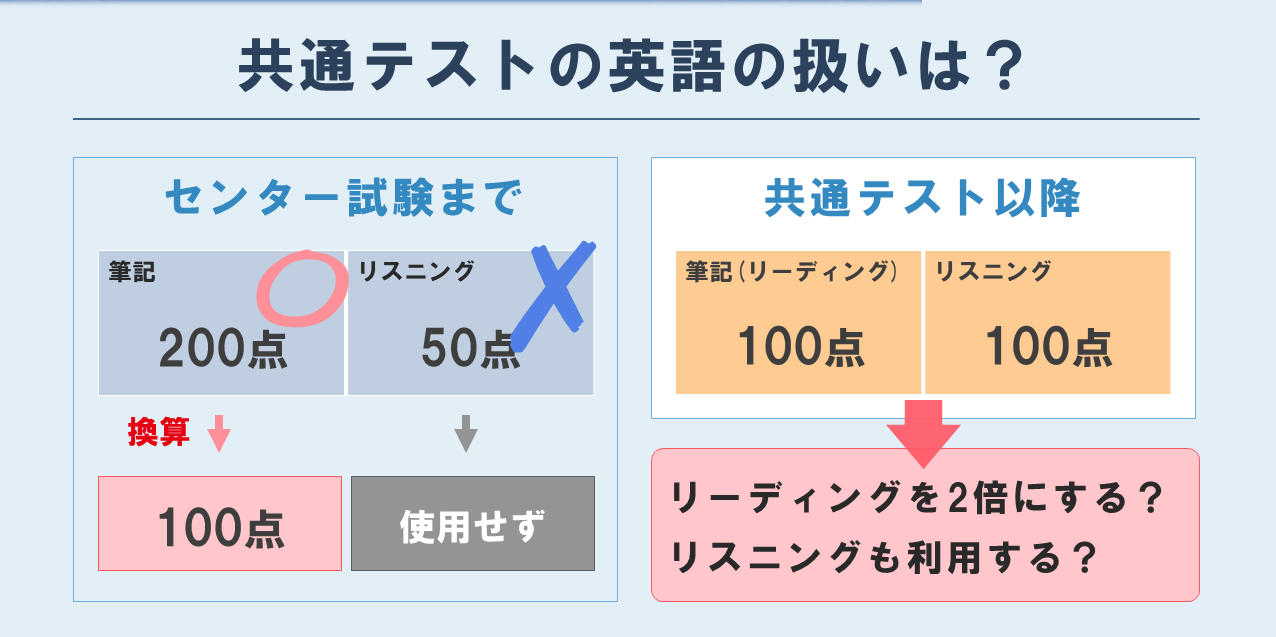 共通テストの英語の扱いは？
センター試験まで
筆記
リスニング
200点
50点
換算
100点
使用せず
共通テスト以降
筆記(リーディング)
リスニング
100点
100点
リーディングを2倍にする？
リスニングも利用する？